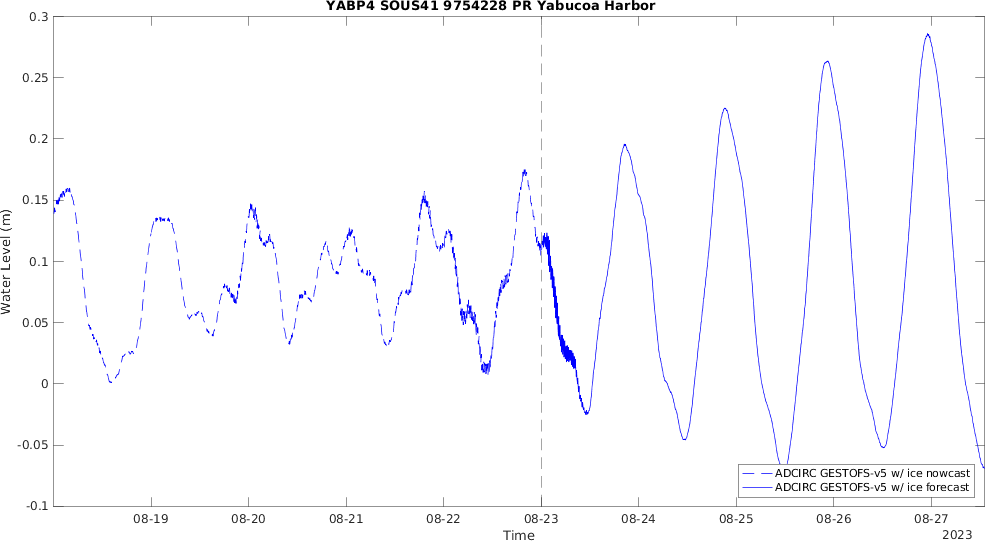 YABP4 SOUS41 9754228 PR Yabucoa Harbor
0.3
0.25
0.2
0.15
0.1
0.05
0
-0.05
-0.1
Water Level (m)
ADCIRC GESTOFS-v5 w/ ice nowcast
ADCIRC GESTOFS-v5 w/ ice forecast
08-19 08-20 08-21 08-22 08-23 08-24 08-25 08-26 08-27
Time
2023